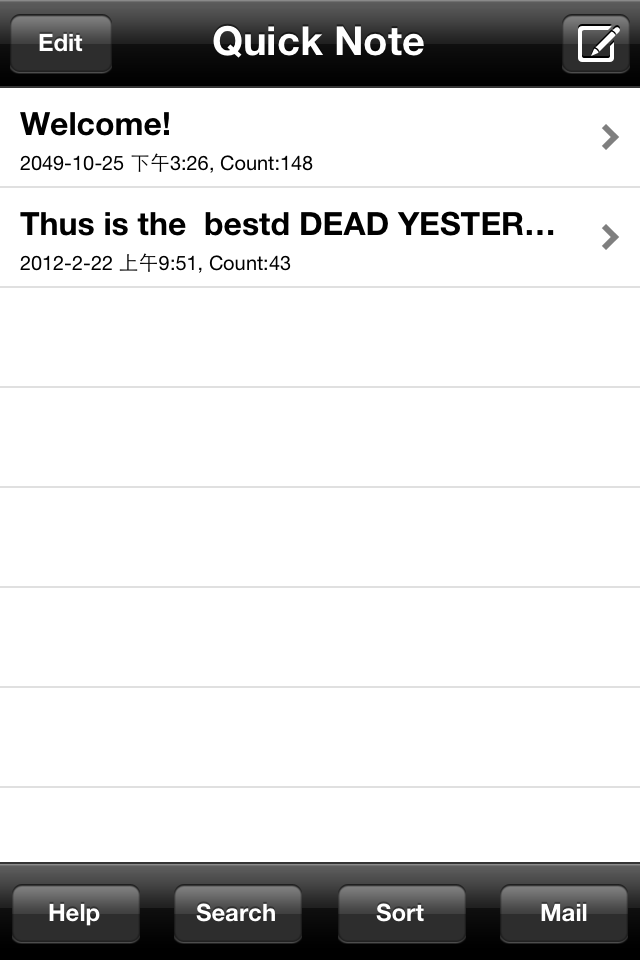 Edit
Quick Note
Welcome!
2049-10-25 下午3:26, Count:148
Thus is the  bestd DEAD YESTER...
2012-2-22 上午9:51, Count:43
Help
Search
Sort
Mail